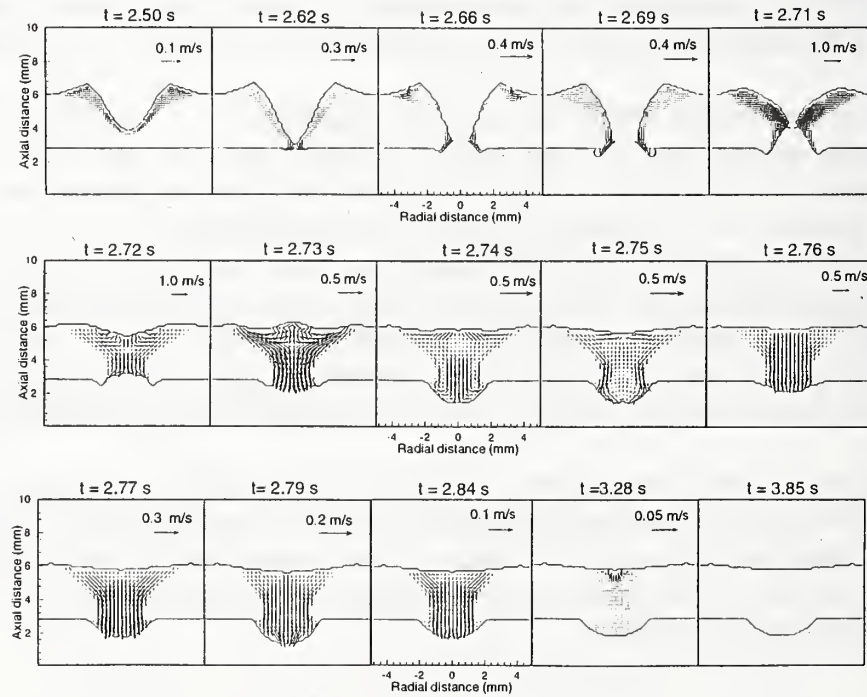 t = 2.50 s t = 2.62 s t = 2.66 s t = 2.69 s t = 2.71 s
10
0.1 m/s 0.3 m/s 0.4 m/s 0.4 m/s 1.0 m/s
8
6
4
2
Axial distance (mm)
-4 -2 0 2 4
Radial distance (mm)
t = 2.72 s t = 2.73 s t = 2.74 s t = 2.75 s t = 2.76 s
10
1.0 m/s 0.5 m/s 0.5 m/s 0.5 m/s 0.5 m/s
8
6
4
2
Axial distance (mm)
-4 -2 0 2 4
Radial distance (mm)
t = 2.77 s t = 2.79 s t = 2.84 s t =3.28 s t = 3.85 s
10
0.3 m/s 0.2 m/s 0.1 m/s 0.05 m/s
8
6
4
2
Axial distance (mm)
-4 -2 0 2 4
Radial distance (mm)